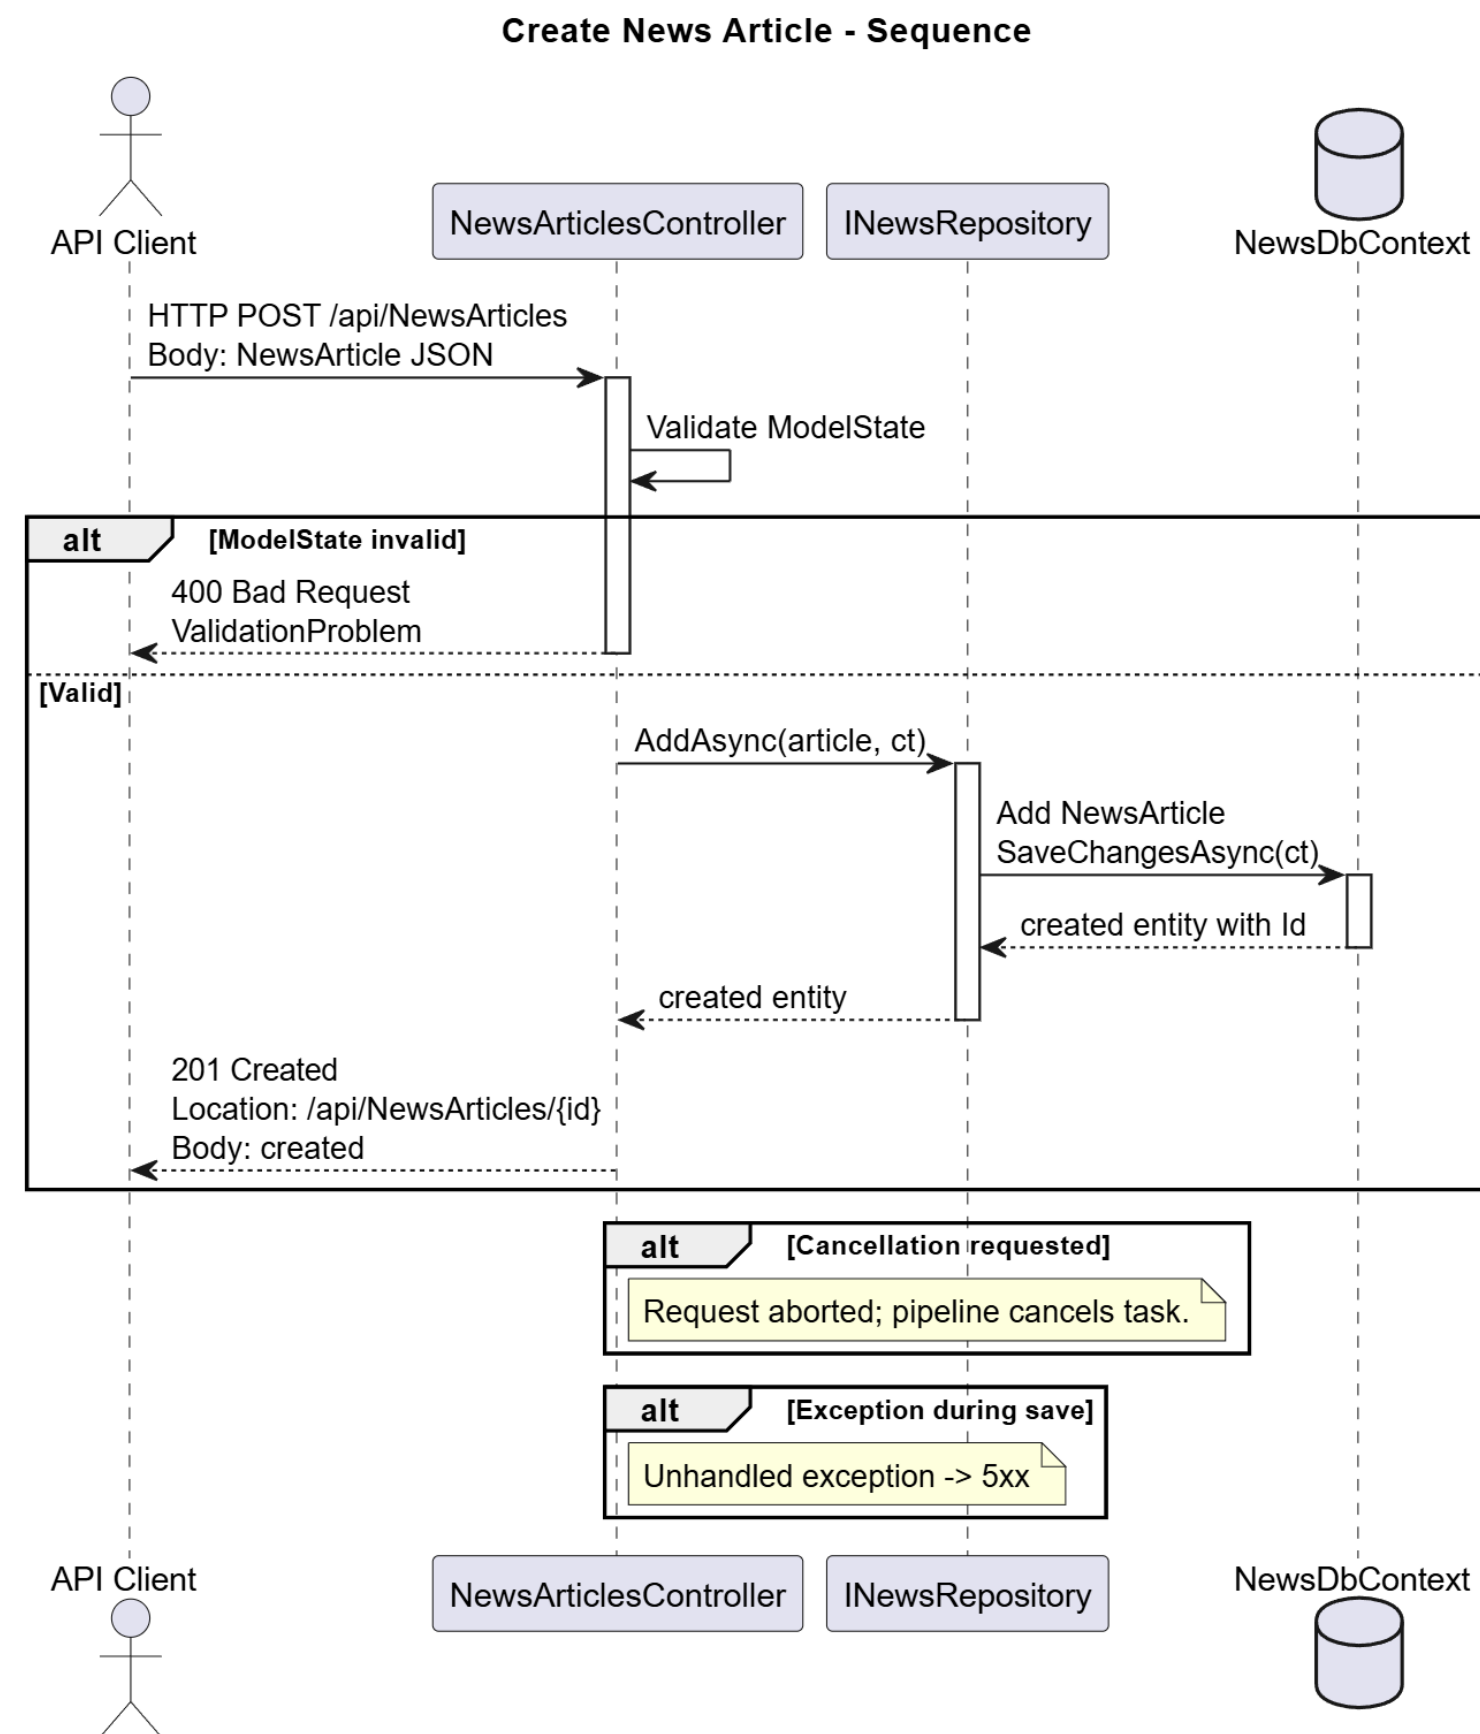 Create News Article - Sequence
API Client
NewsArticlesController
INewsRepository
NewsDbContext
HTTP POST /api/NewsArticles
Body: NewsArticle JSON
Validate ModelState
alt
[ModelState invalid]
400 Bad Request
ValidationProblem
[Valid]
AddAsync(article, ct)
Add NewsArticle
SaveChangesAsync(ct)
created entity with Id
created entity
201 Created
Location: /api/NewsArticles/{id}
Body: created
alt
[Cancellation requested]
Request aborted; pipeline cancels task.
alt
[Exception during save]
Unhandled exception -> 5xx
API Client
NewsArticlesController
INewsRepository
NewsDbContext